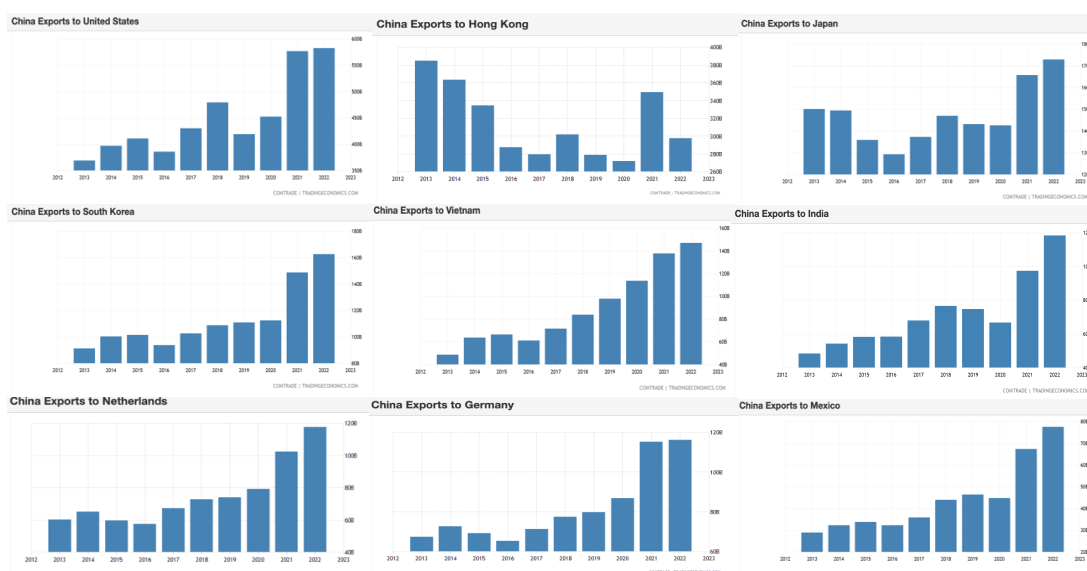 China Exports to United States
600B
550B
500B
450B
400B
350B
2012 2013 2014 2015 2016 2017 2018 2019 2020 2021 2022 2023
COMTRADE | TRADINGECONOMICS.COM
China Exports to Hong Kong
400B
380B
360B
340B
320B
300B
280B
260B
2012 2013 2014 2015 2016 2017 2018 2019 2020 2021 2022 2023
COMTRADE | TRADINGECONOMICS.COM
China Exports to Japan
2012 2013 2014 2015 2016 2017 2018 2019 2020 2021 2022 2023
COMTRADE | TRADINGECONOMICS.COM
China Exports to South Korea
180B
160B
140B
120B
100B
80B
2012 2013 2014 2015 2016 2017 2018 2019 2020 2021 2022 2023
COMTRADE | TRADINGECONOMICS.COM
China Exports to Vietnam
160B
140B
120B
100B
80B
60B
40B
2012 2013 2014 2015 2016 2017 2018 2019 2020 2021 2022 2023
COMTRADE | TRADINGECONOMICS.COM
China Exports to India
2012 2013 2014 2015 2016 2017 2018 2019 2020 2021 2022 2023
COMTRADE | TRADINGECONOMICS.CO
China Exports to Netherlands
120B
100B
80B
60B
40B
2012 2013 2014 2015 2016 2017 2018 2019 2020 2021 2022 2023
China Exports to Germany
120B
100B
80B
60B
2012 2013 2014 2015 2016 2017 2018 2019 2020 2021 2022 2023
China Exports to Mexico
2012 2013 2014 2015 2016 2017 2018 2019 2020 2021 2022 2023